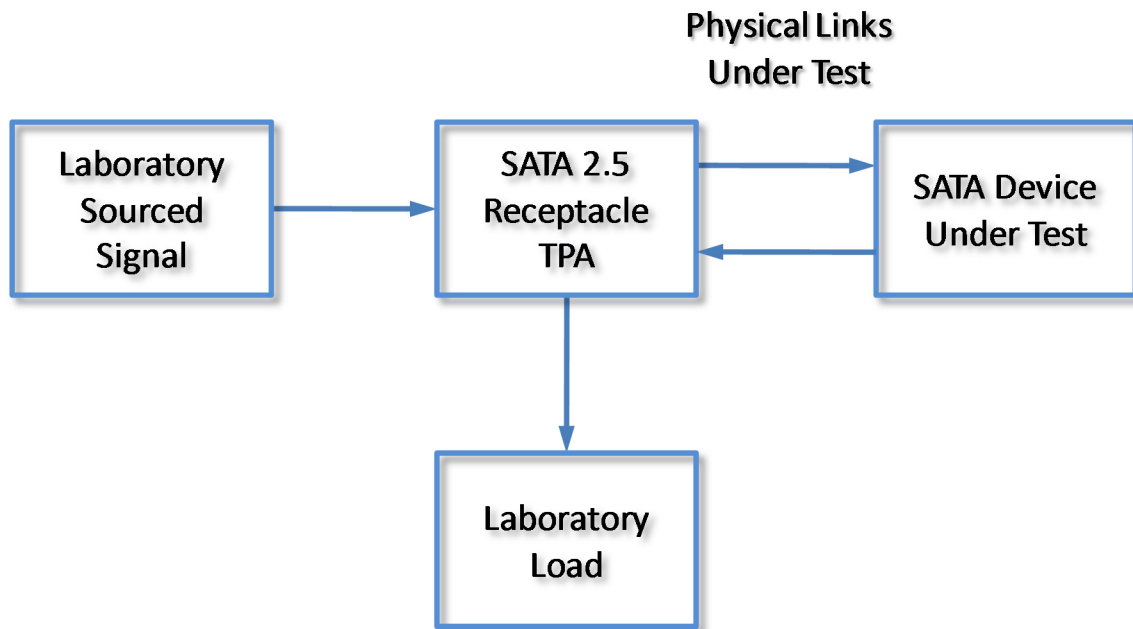 Physical Links
Under Test
Laboratory
Sourced
Signal
SATA 2.5
Receptacle
TPA
SATA Device
Under Test
Laboratory
Load